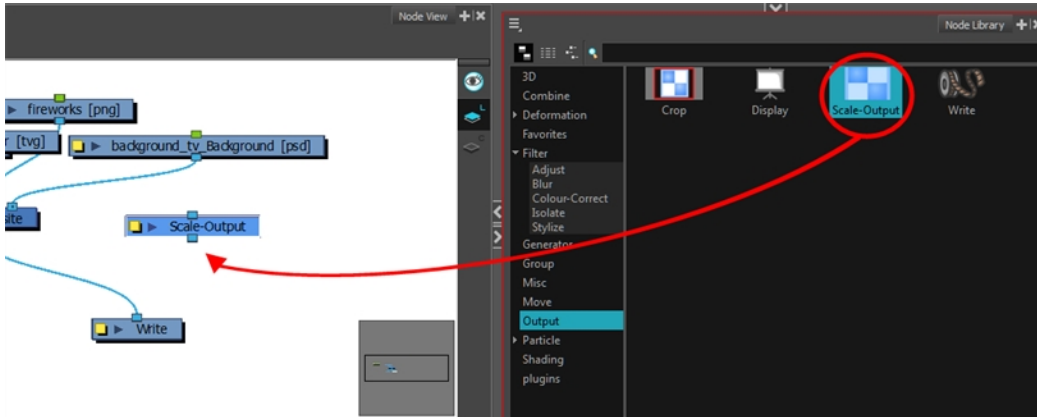 Node View
fireworks [png]
r [tvg]
background_tv_Background [psd]
site
Scale-Output
Write
L
C
Node Library
3D
Combine
Deformation
Favorites
Filter
Adjust
Blur
Colour-Correct
Isolate
Stylize
Generator
Group
Misc
Move
Output
Particle
Shading
plugins
Crop
Display
Scale-Output
Write